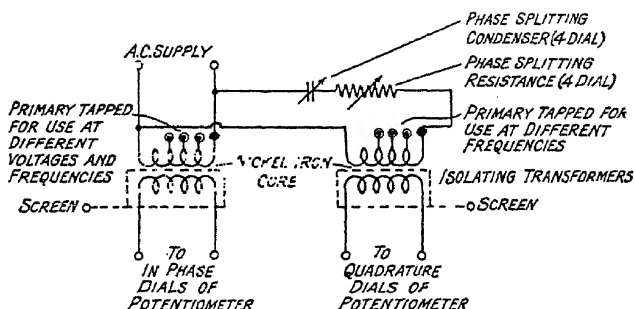 A.C. SUPPLY
PHASE SPLITTING
CONDENSER (4 DIAL)
PHASE SPLITTING
RESISTANCE (4 DIAL)
PRIMARY TAPPED
FOR USE AT
DIFFERENT
VOLTAGES AND
FREQUENCIES
PRIMARY TAPPED FOR
USE AT DIFFERENT
FREQUENCIES
IRON
CORE
ISOLATING TRANSFORMERS
SCREEN
SCREEN
TO
IN PHASE
DIALS OF
POTENTIOMETER
TO
QUADRATURE
DIALS OF
POTENTIOMETER